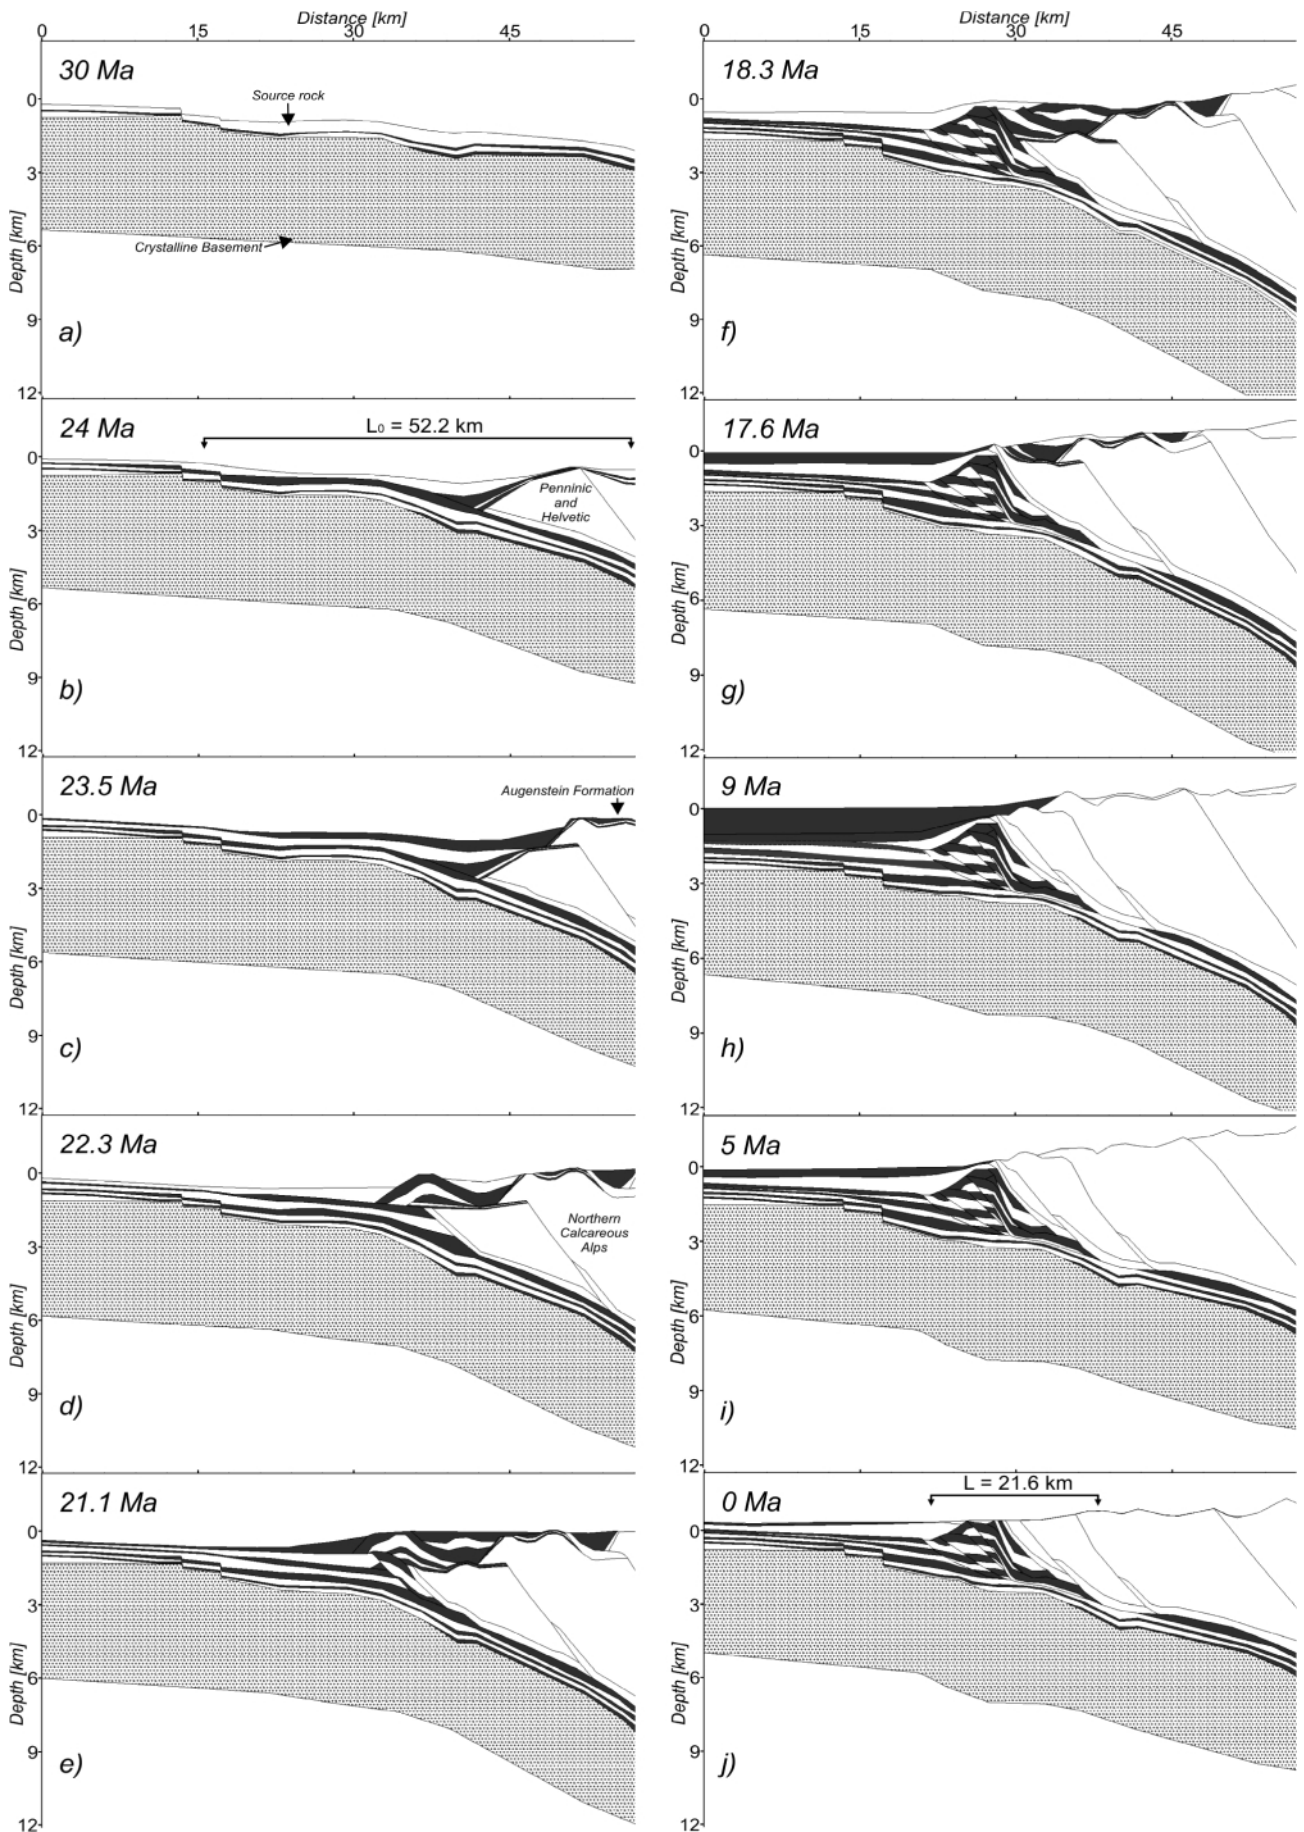 Distance [km]
0 15 30 45
30 Ma
Source rock
0
3
6
9
12
Depth [km]
Crystalline Basement
a)
24 Ma
L₀ = 52.2 km
Penninic
and
Helvetic
0
3
6
9
12
Depth [km]
b)
23.5 Ma
Augenstein Formation
0
3
6
9
12
Depth [km]
c)
22.3 Ma
Northern
Calcareous
Alps
0
3
6
9
12
Depth [km]
d)
21.1 Ma
0
3
6
9
12
Depth [km]
e)
Distance [km]
0 15 30 45
18.3 Ma
0
3
6
9
12
Depth [km]
f)
17.6 Ma
0
3
6
9
12
Depth [km]
g)
9 Ma
0
3
6
9
12
Depth [km]
h)
5 Ma
0
3
6
9
12
Depth [km]
i)
0 Ma
L = 21.6 km
0
3
6
9
12
Depth [km]
j)